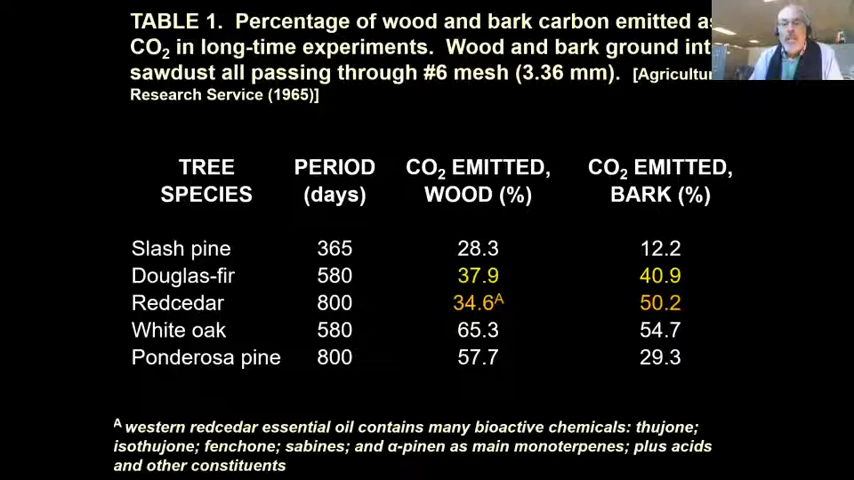 TABLE 1. Percentage of wood and bark carbon emitted
CO₂ in long-time experiments. Wood and bark ground
sawdust all passing through #6 mesh (3.36 mm). [
Research Service (1965)]
TREE SPECIES PERIOD (days) CO₂ EMITTED, WOOD (%) CO₂ EMITTED, BARK (%)
Slash pine 365 28.3 12.2
Douglas-fir 580 37.9 40.9
Redcedar 800 34.6ᴬ 50.2
White oak 580 65.3 54.7
Ponderosa pine 800 57.7 29.3
ᴬ western redcedar essential oil contains many bioactive chemicals: thujone;
isothujone; fenchone; sabines; and α-pinen as main monoterpenes; plus acids
and other constituents